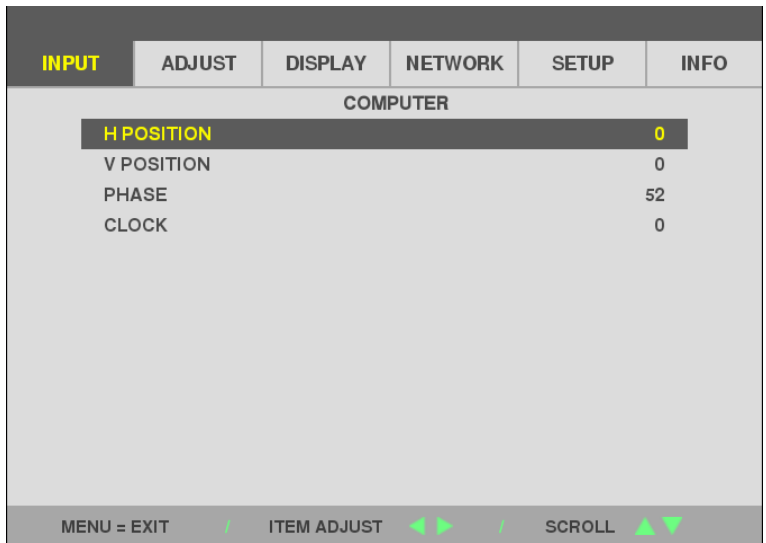 INPUT ADJUST DISPLAY NETWORK SETUP INFO
COMPUTER
H POSITION 0
V POSITION 0
PHASE 52
CLOCK 0
MENU = EXIT / ITEM ADJUST ◀ ▶ / SCROLL ▲ ▼